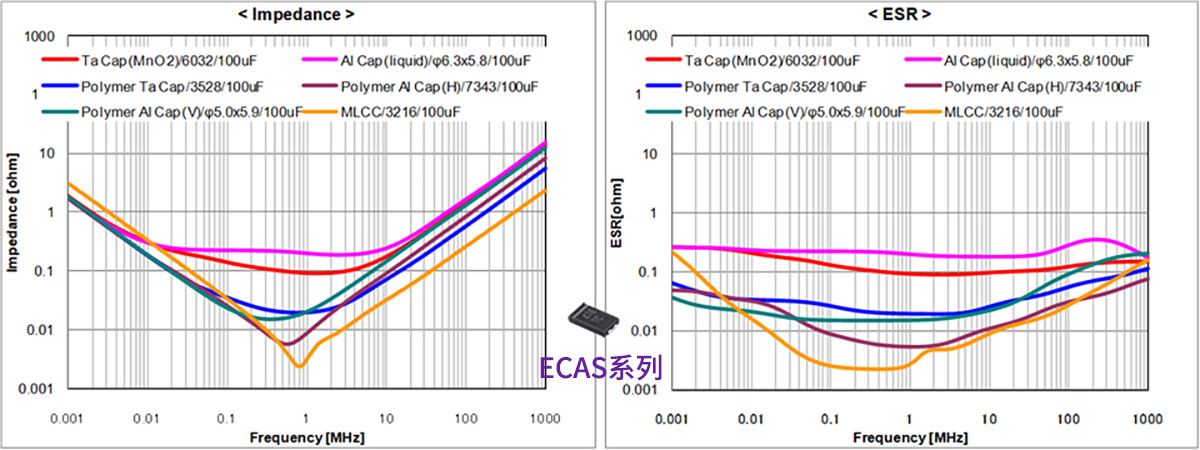 < Impedance >
1000
Ta Cap(MnO2)/6032/100uF
Al Cap(liquid)/φ6.3x5.8/100uF
Polymer Ta Cap/3528/100uF
Polymer Al Cap(H)/7343/100uF
1
Polymer Al Cap(V)/φ5.0x5.9/100uF
MLCC/3216/100uF
10
1
0.1
0.01
0.001
Impedance [ohm]
0.001 0.01 0.1 1 10 100 1000
Frequency [MHz]
< ESR >
1000
Ta Cap(MnO2)/6032/100uF
Al Cap(liquid)/φ6.3x5.8/100uF
Polymer Ta Cap/3528/100uF
Polymer Al Cap(H)/7343/100uF
1
Polymer Al Cap(V)/φ5.0x5.9/100uF
MLCC/3216/100uF
10
1
0.1
0.01
0.001
ESR[ohm]
0.001 0.01 0.1 1 10 100 1000
Frequency [MHz]
ECAS系列